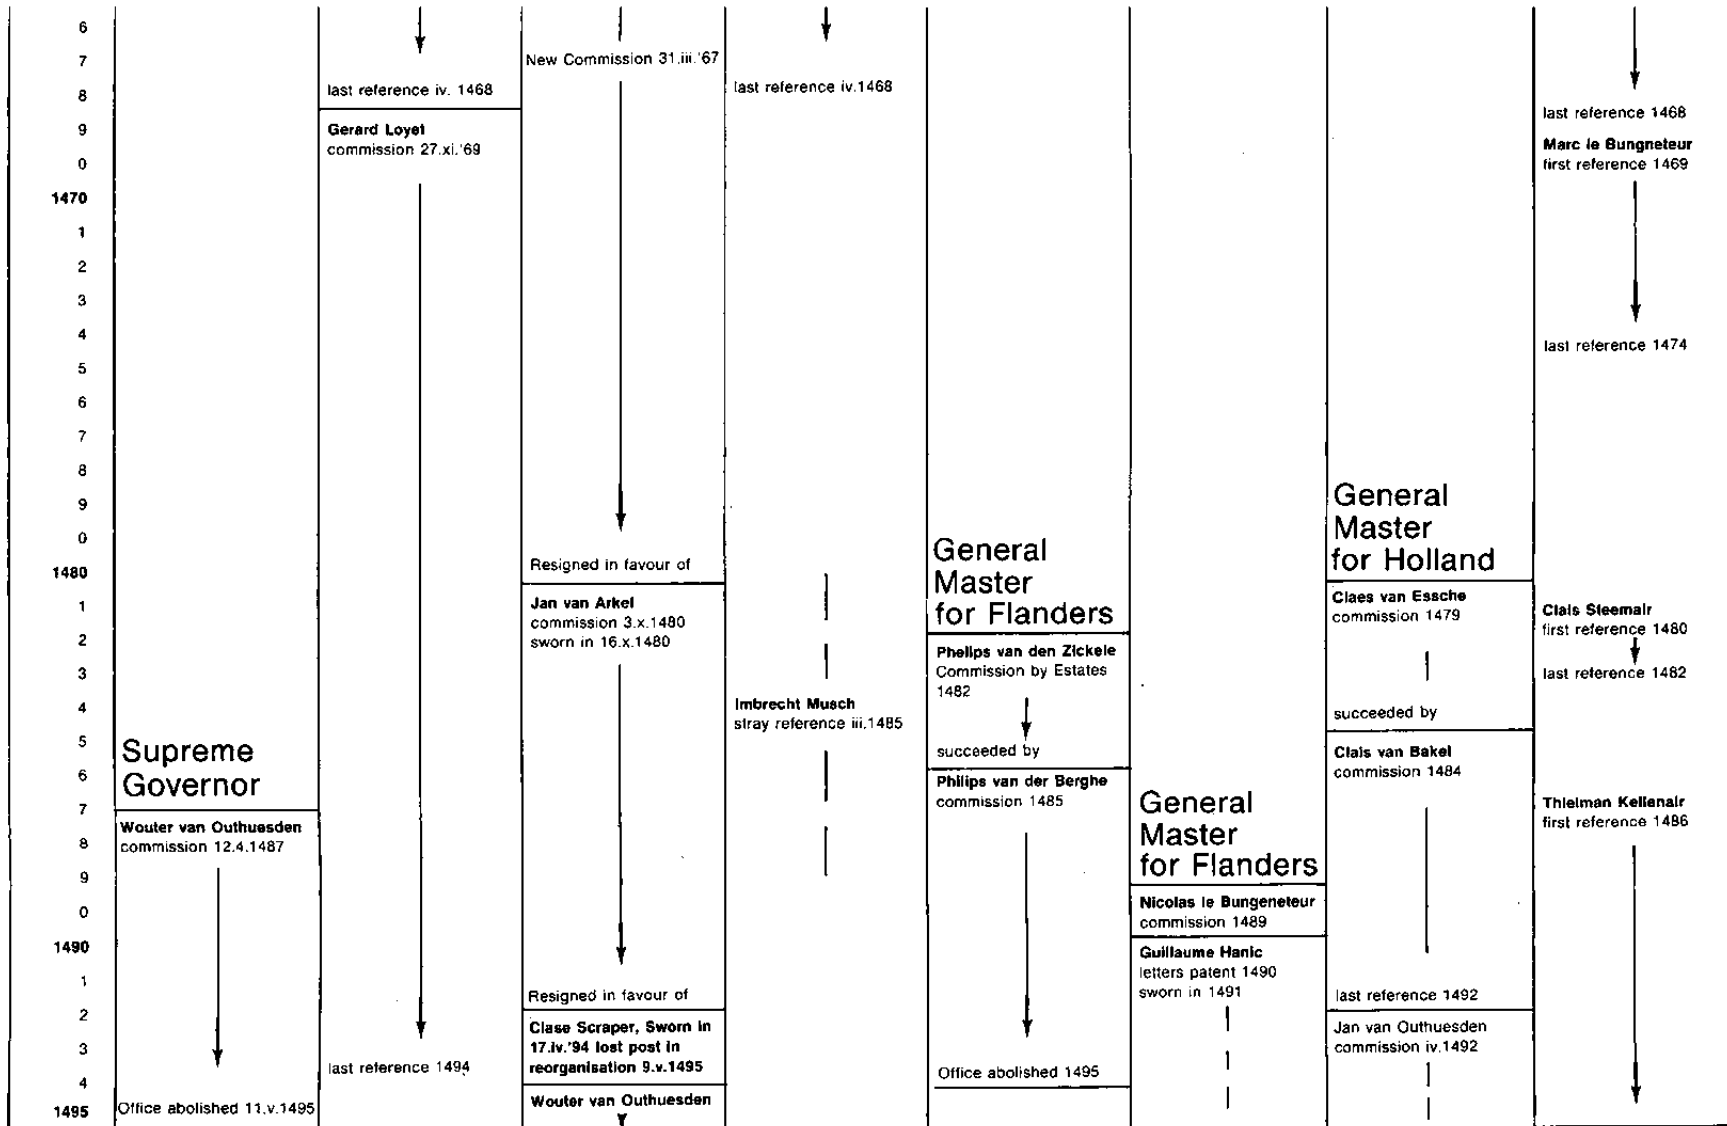 6
7
8
9
0
1470
1
2
3
4
5
6
7
8
9
0
1480
1
2
3
4
5
6
7
8
9
0
1490
1
2
3
4
1495
Supreme
Governor
Wouter van Outhuesden
commission 12.4.1487
Office abolished 11.v.1495
last reference iv. 1468
Gerard Loyet
commission 27.xi.'69
last reference 1494
New Commission 31.iii.'67
Resigned in favour of
Jan van Arkel
commission 3.x.1480
sworn in 16.x.1480
Resigned in favour of
Clase Scraper, Sworn in
17.iv.'94 lost post in
reorganisation 9.v.1495
Wouter van Outhuesden
last reference iv.1468
Imbrecht Musch
stray reference iii.1485
General
Master
for Flanders
Phelips van den Zickele
Commission by Estates
1482
succeeded by
Philips van der Berghe
commission 1485
Office abolished 1495
General
Master
for Flanders
Nicolas le Bungeneteur
commission 1489
Guillaume Hanic
letters patent 1490
sworn in 1491
General
Master
for Holland
Claes van Essche
commission 1479
succeeded by
Clais van Bakel
commission 1484
last reference 1492
Jan van Outhuesden
commission iv.1492
last reference 1468
Marc le Bungneteur
first reference 1469
last reference 1474
Clais Steemair
first reference 1480
last reference 1482
Thielman Kellenair
first reference 1486